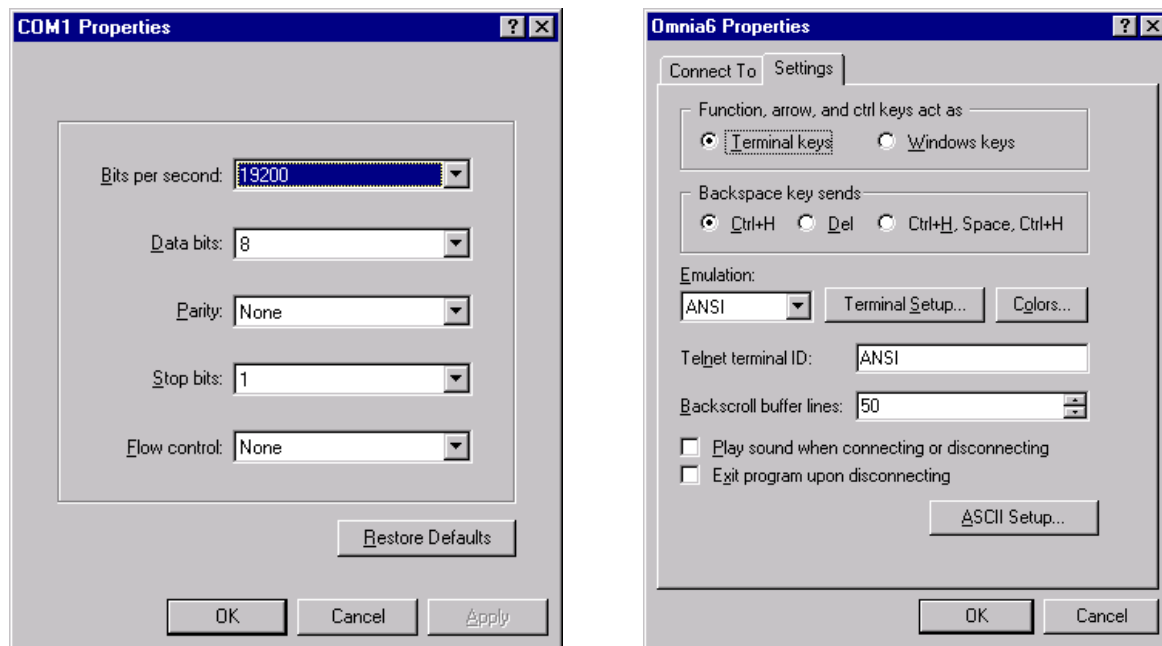 COM1 Properties
Bits per second: 19200
Data bits: 8
Parity: None
Stop bits: 1
Flow control: None
Restore Defaults
OK Cancel Apply
Omnia6 Properties
Connect To Settings
Function, arrow, and ctrl keys act as
Terminal keys Windows keys
Backspace key sends
Ctrl+H Del Ctrl+H, Space, Ctrl+H
Emulation:
ANSI Terminal Setup... Colors...
Telnet terminal ID: ANSI
Backscroll buffer lines: 50
Play sound when connecting or disconnecting
Exit program upon disconnecting
ASCII Setup...
OK Cancel